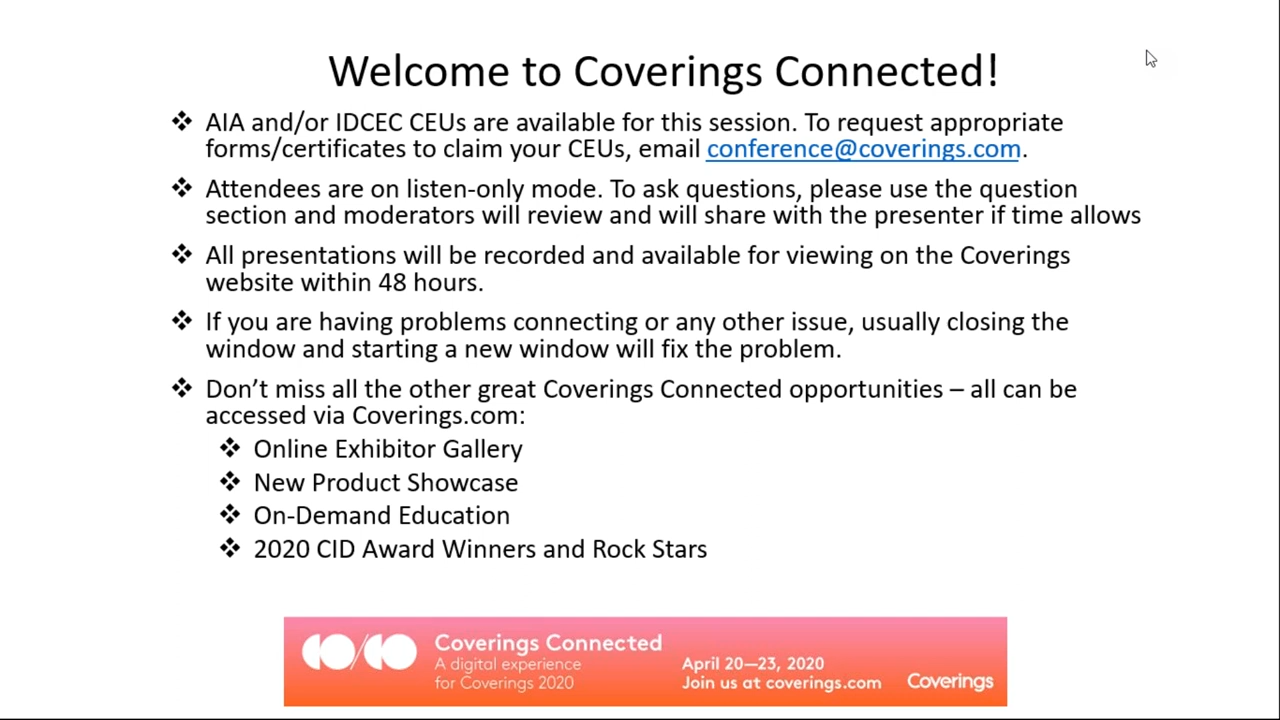 Welcome to Coverings Connected!
❖ AIA and/or IDCEC CEUs are available for this session. To request appropriate
forms/certificates to claim your CEUs, email conference@coverings.com.
❖ Attendees are on listen-only mode. To ask questions, please use the question
section and moderators will review and will share with the presenter if time allows
❖ All presentations will be recorded and available for viewing on the Coverings
website within 48 hours.
❖ If you are having problems connecting or any other issue, usually closing the
window and starting a new window will fix the problem.
❖ Don’t miss all the other great Coverings Connected opportunities – all can be
accessed via Coverings.com:
❖ Online Exhibitor Gallery
❖ New Product Showcase
❖ On-Demand Education
❖ 2020 CID Award Winners and Rock Stars
Coverings Connected
A digital experience
for Coverings 2020
April 20—23, 2020
Join us at coverings.com
Coverings